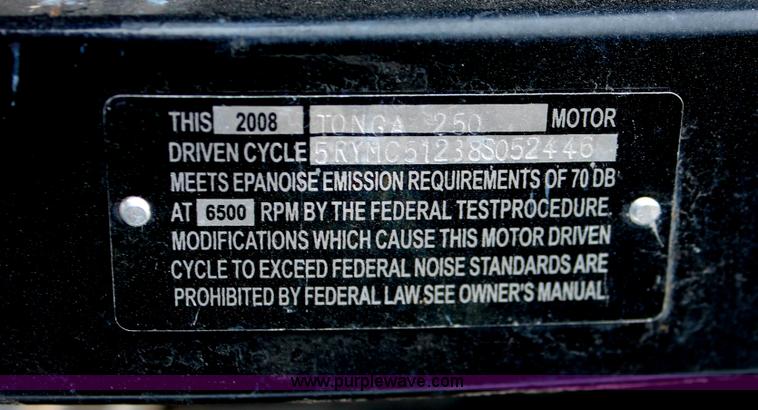 THIS 2008 TONGA 250 MOTOR
DRIVEN CYCLE 5RYMC51238S052446
MEETS EPANOISE EMISSION REQUIREMENTS OF 70 DB
AT 6500 RPM BY THE FEDERAL TESTPROCEDURE.
MODIFICATIONS WHICH CAUSE THIS MOTOR DRIVEN
CYCLE TO EXCEED FEDERAL NOISE STANDARDS ARE
PROHIBITED BY FEDERAL LAW.SEE OWNER'S MANUAL
www.purplewave.com